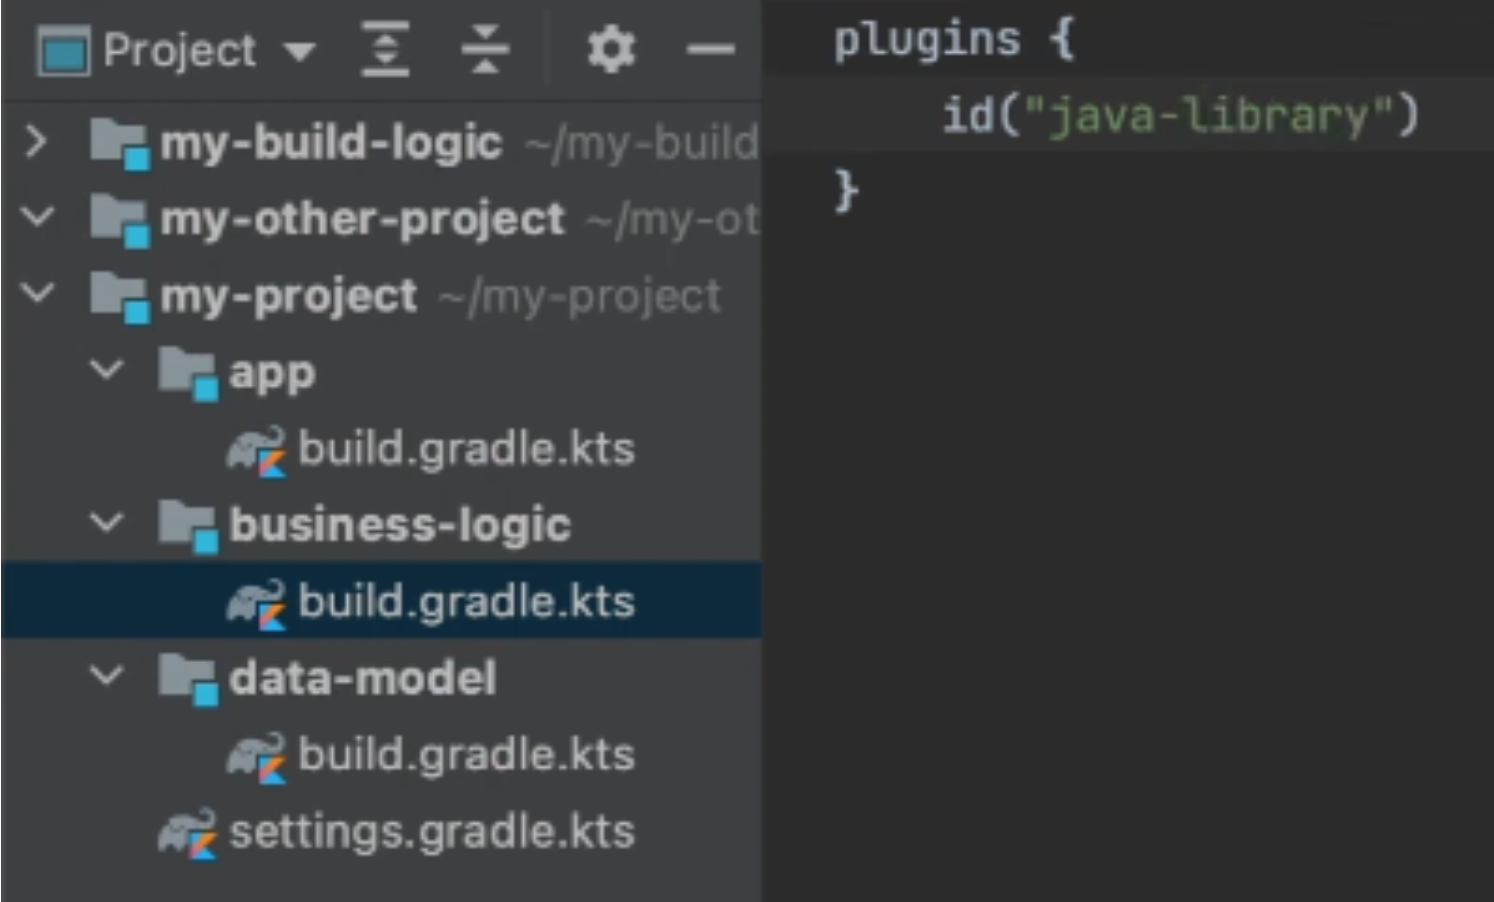 Project
my-build-logic ~/my-build
my-other-project ~/my-ot
my-project ~/my-project
app
build.gradle.kts
business-logic
build.gradle.kts
data-model
build.gradle.kts
settings.gradle.kts
plugins {
id("java-library")
}